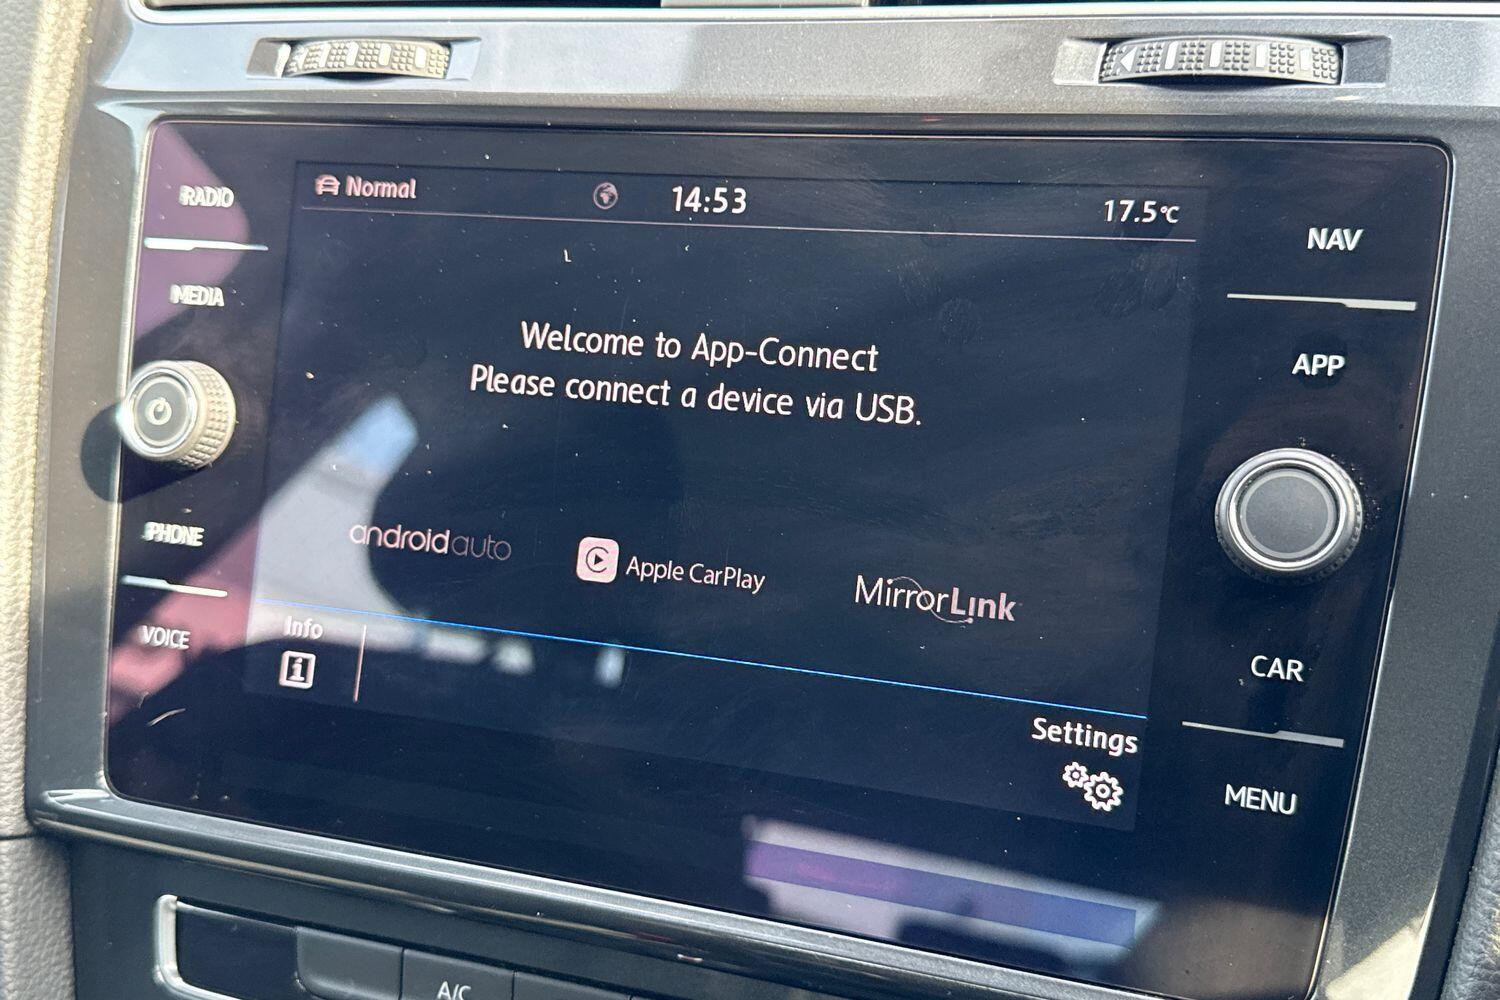 Normal 14:53 17.5°C
RADIO
MEDIA
PHONE
VOICE
Welcome to App-Connect
Please connect a device via USB.
androidauto
Apple CarPlay
MirrorLink
Info
i
Settings
NAV
APP
CAR
MENU
A/C